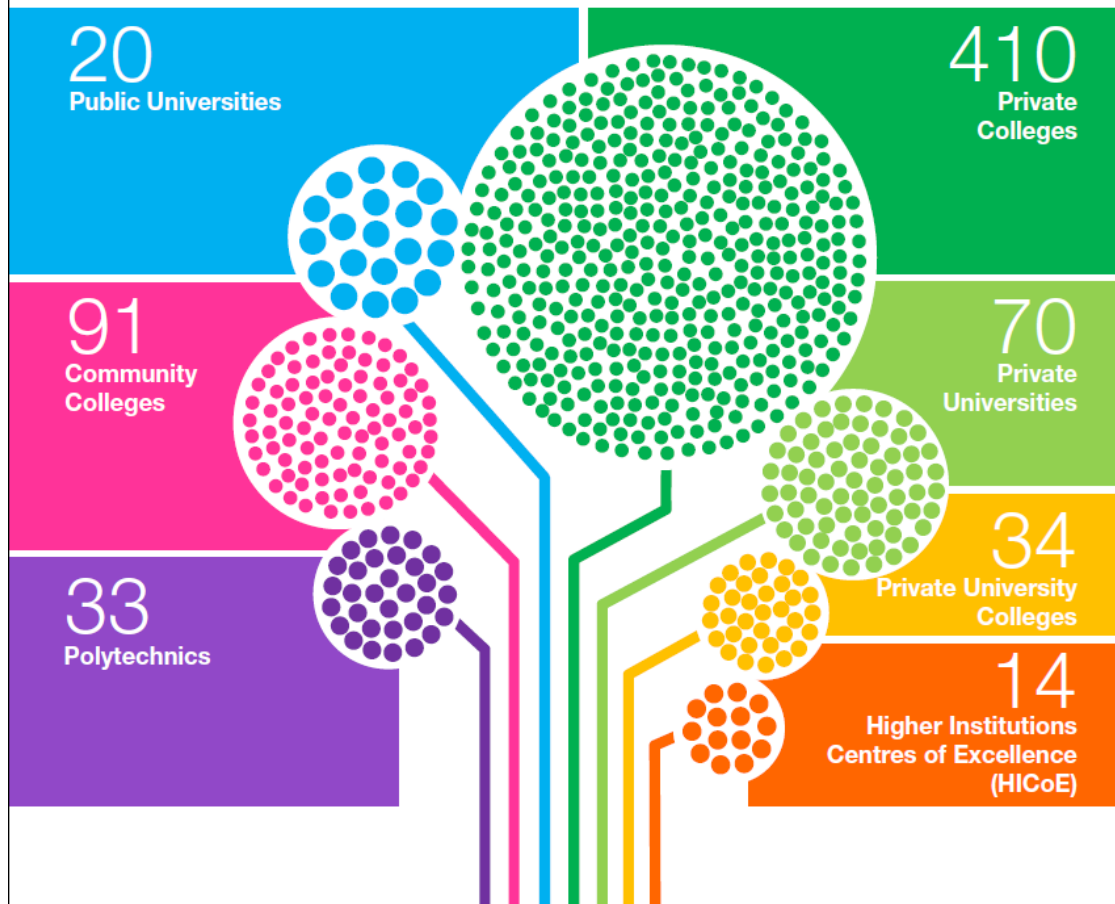 20
Public Universities
410
Private
Colleges
91
Community
Colleges
70
Private
Universities
33
Polytechnics
34
Private University
Colleges
14
Higher Institutions
Centres of Excellence
(HICoE)